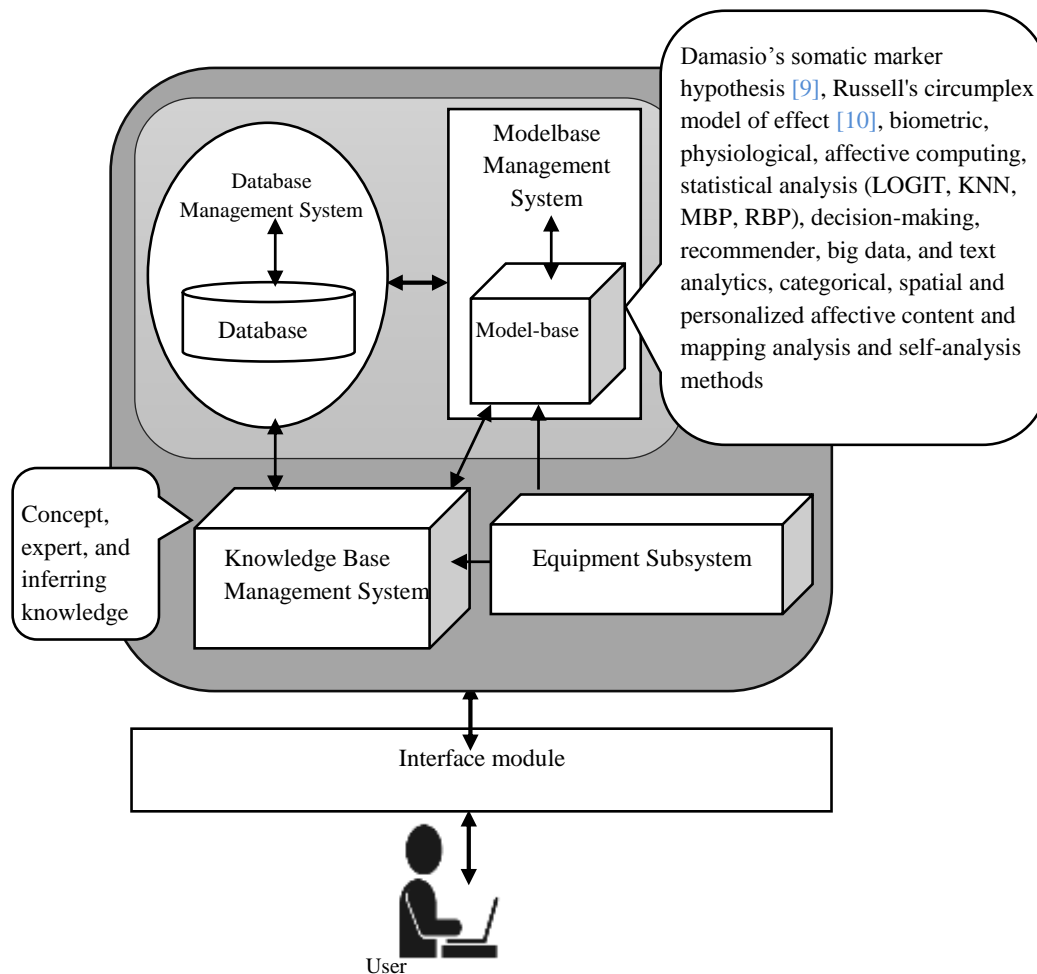 Damasio’s somatic marker
hypothesis [9], Russell's circumplex
model of effect [10], biometric,
physiological, affective computing,
statistical analysis (LOGIT, KNN,
MBP, RBP), decision-making,
recommender, big data, and text
analytics, categorical, spatial and
personalized affective content and
mapping analysis and self-analysis
methods
Database
Management System
Database
Modelbase
Management
System
Model-base
Concept,
expert, and
inferring
knowledge
Knowledge Base
Management System
Equipment Subsystem
Interface module
User